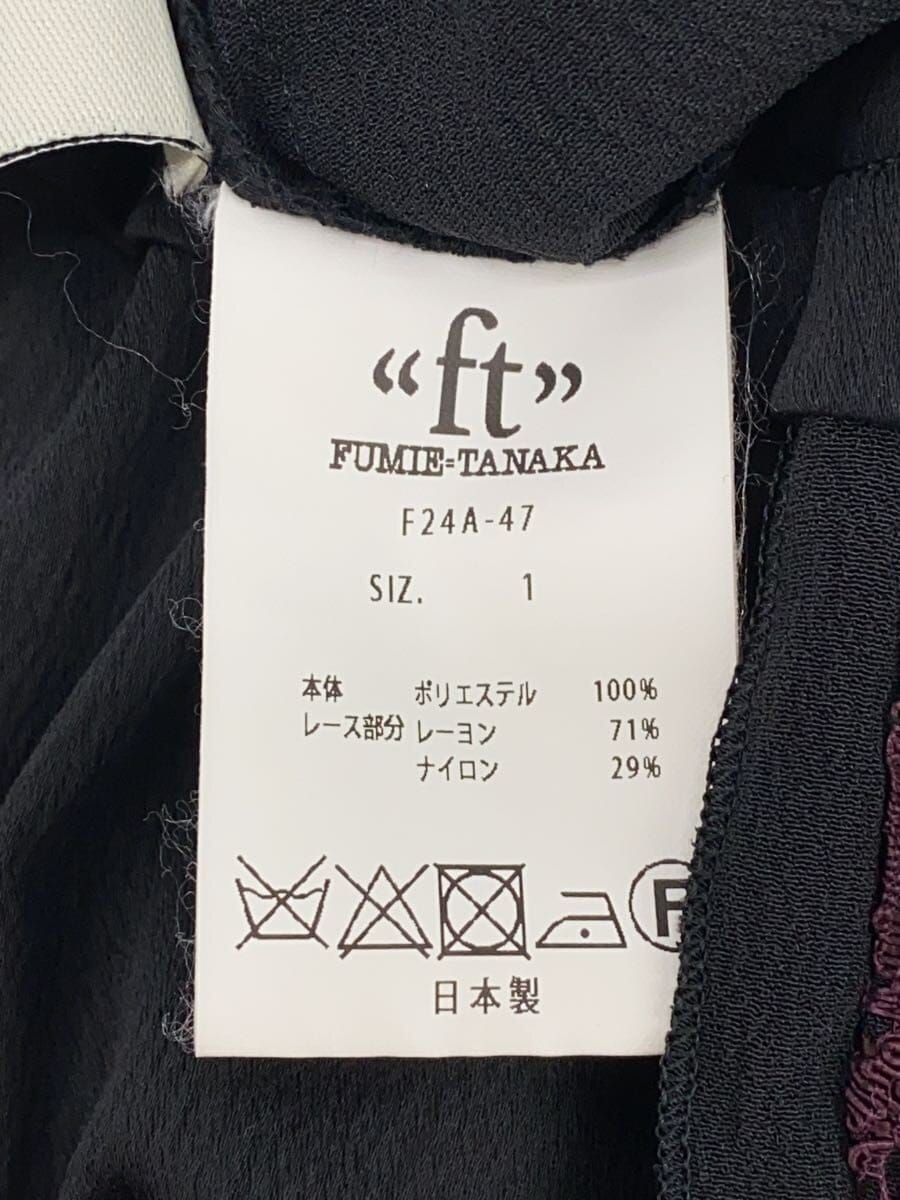 “ft”
FUMIE=TANAKA
F24A-47
SIZ. 1
本体 ポリエステル 100%
レース部分 レーヨン 71%
ナイロン 29%
P
日本製